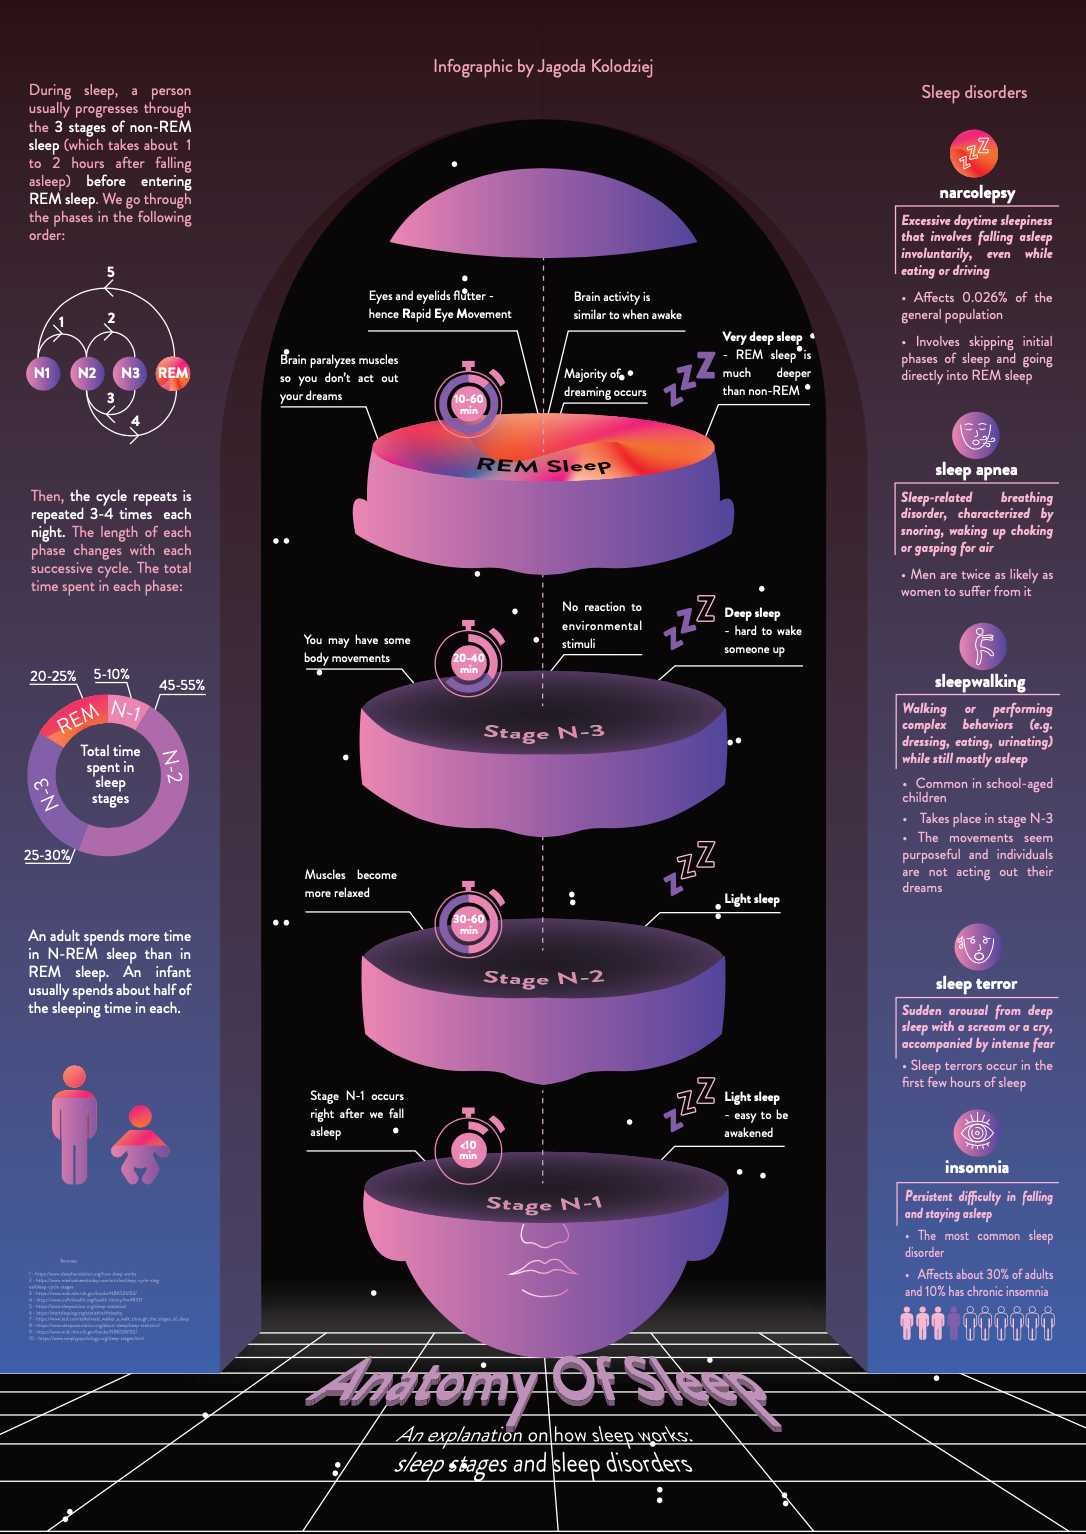 Infographic by Jagoda Kolodziej
During sleep, a person
usually progresses through
the 3 stages of non-REM
sleep (which takes about 1
to 2 hours after falling
asleep) before entering
REM sleep. We go through
the phases in the following
order:
5
1
2
N1
N2
N3
REM
3
4
Then, the cycle repeats is
repeated 3-4 times each
night. The length of each
phase changes with each
successive cycle. The total
time spent in each phase:
20-25%
5-10%
45-55%
REM
N-1
N-2
N-3
Total time
spent in
sleep
stages
25-30%
An adult spends more time
in N-REM sleep than in
REM sleep. An infant
usually spends about half of
the sleeping time in each.
Sources
Eyes and eyelids flutter -
hence Rapid Eye Movement
Brain activity is
similar to when awake
Brain paralyzes muscles
so you don't act out
your dreams
10-60
min
Majority of
dreaming occurs
ZZZ
Very deep sleep
- REM sleep is
much deeper
than non-REM
REM Sleep
You may have some
body movements
20-40
min
No reaction to
environmental
stimuli
ZZZ
Deep sleep
- hard to wake
someone up
Stage N-3
Muscles become
more relaxed
30-60
min
ZZZ
Light sleep
Stage N-2
Stage N-1 occurs
right after we fall
asleep
<10
min
ZZZ
Light sleep
- easy to be
awakened
Stage N-1
Sleep disorders
ZZZ
narcolepsy
Excessive daytime sleepiness
that involves falling asleep
involuntarily, even while
eating or driving
• Affects 0.026% of the
general population
• Involves skipping initial
phases of sleep and going
directly into REM sleep
sleep apnea
Sleep-related breathing
disorder, characterized by
snoring, waking up choking
or gasping for air
• Men are twice as likely as
women to suffer from it
sleepwalking
Walking or performing
complex behaviors (e.g.
dressing, eating, urinating)
while still mostly asleep
• Common in school-aged
children
• Takes place in stage N-3
• The movements seem
purposeful and individuals
are not acting out their
dreams
sleep terror
Sudden arousal from deep
sleep with a scream or a cry,
accompanied by intense fear
• Sleep terrors occur in the
first few hours of sleep
insomnia
Persistent difficulty in falling
and staying asleep
• The most common sleep
disorder
• Affects about 30% of adults
and 10% has chronic insomnia
Anatomy Of Sleep
An explanation on how sleep works:
sleep stages and sleep disorders